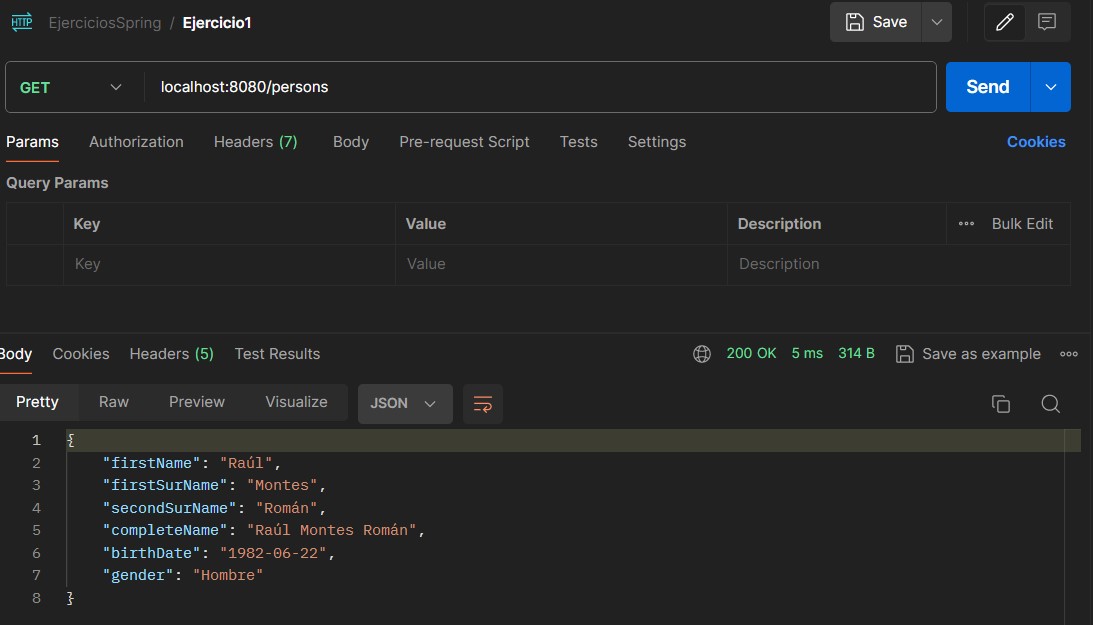 HTTP EjerciciosSpring / Ejercicio1 Save
GET localhost:8080/persons Send
Params Authorization Headers (7) Body Pre-request Script Tests Settings Cookies
Query Params
Key Value Description Bulk Edit
Key Value Description
Body Cookies Headers (5) Test Results 200 OK 5 ms 314 B Save as example
Pretty Raw Preview Visualize JSON
1 {
2 "firstName": "Raúl",
3 "firstSurName": "Montes",
4 "secondSurName": "Román",
5 "completeName": "Raúl Montes Román",
6 "birthDate": "1982-06-22",
7 "gender": "Hombre"
8 }